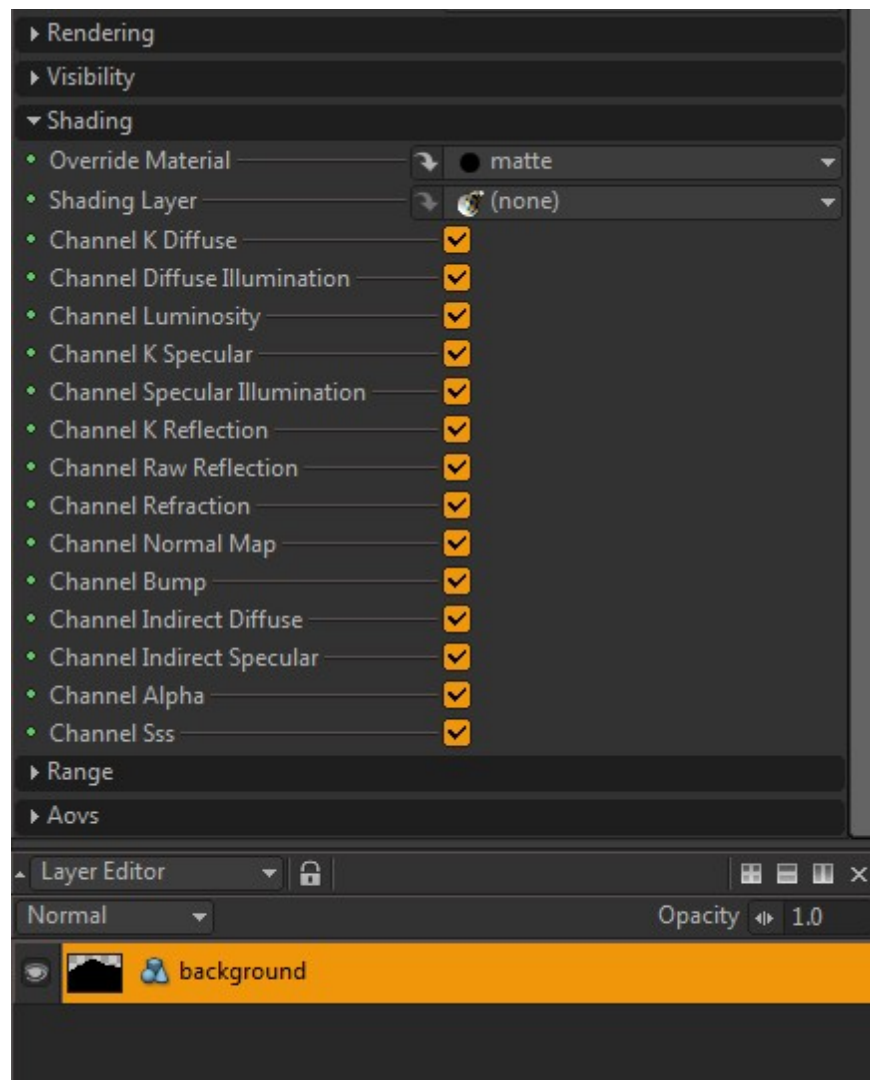 Rendering
Visibility
Shading
Override Material matte
Shading Layer (none)
Channel K Diffuse
Channel Diffuse Illumination
Channel Luminosity
Channel K Specular
Channel Specular Illumination
Channel K Reflection
Channel Raw Reflection
Channel Refraction
Channel Normal Map
Channel Bump
Channel Indirect Diffuse
Channel Indirect Specular
Channel Alpha
Channel Sss
Range
Aovs
Layer Editor
Normal Opacity 1.0
background